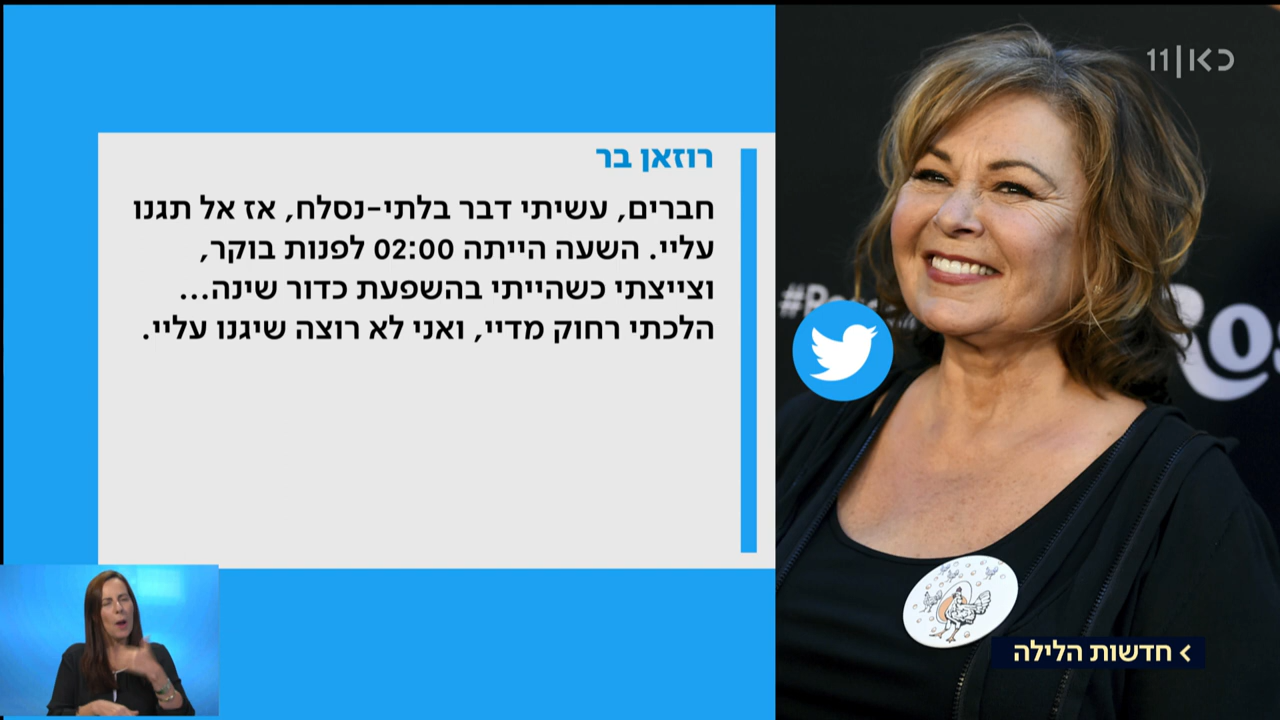 כאן|11
רוזאן בר
חברים, עשיתי דבר בלתי-נסלח, אז אל תגנו
עליי. השעה הייתה 02:00 לפנות בוקר,
וצייצתי כשהייתי בהשפעת כדור שינה...
הלכתי רחוק מדיי, ואני לא רוצה שיגנו עליי.
חדשות הלילה